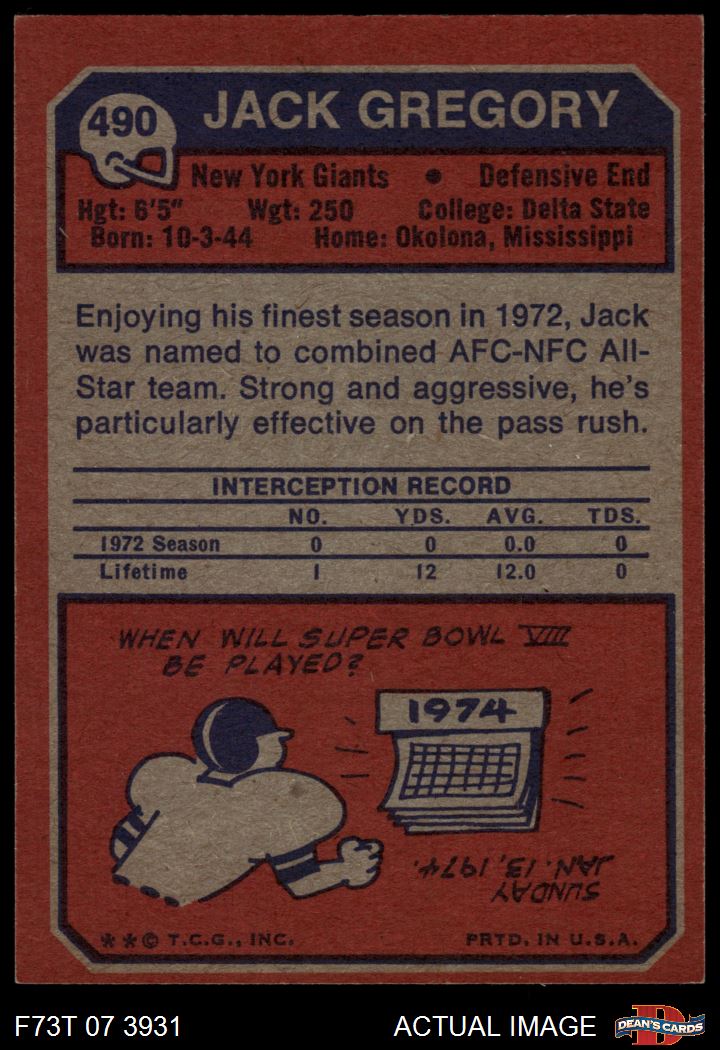 490
JACK GREGORY
New York Giants • Defensive End
Hgt: 6'5" Wgt: 250 College: Delta State
Born: 10-3-44 Home: Okolona, Mississippi
Enjoying his finest season in 1972, Jack
was named to combined AFC-NFC All-
Star team. Strong and aggressive, he's
particularly effective on the pass rush.
INTERCEPTION RECORD
NO. YDS. AVG. TDS.
1972 Season 0 0 0.0 0
Lifetime 1 12 12.0 0
WHEN WILL SUPER BOWL VIII
BE PLAYED?
1974
SUNDAY
JAN. 13, 1974.
**© T.C.G., INC. PRTD. IN U.S.A.
F73T 07 3931 ACTUAL IMAGE
D
DEAN'S CARDS